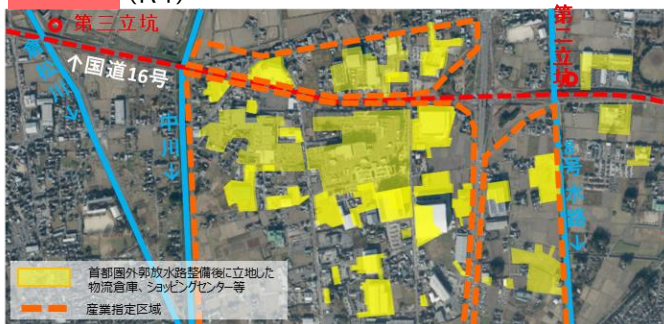 (R4)
第三立坑
↑国道16号
中川→
第二立坑
首都圏外郭放水路整備後に立地した
物流倉庫、ショッピングセンター等
産業指定区域